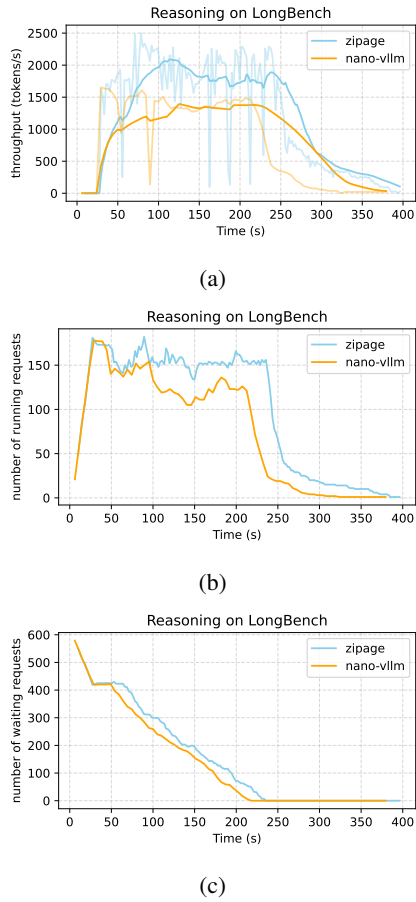 Reasoning on LongBench
zipage
nano-vllm
throughput (tokens/s)
2500
2000
1500
1000
500
0
0 50 100 150 200 250 300 350 400
Time (s)
(a)
Reasoning on LongBench
zipage
nano-vllm
number of running requests
150
100
50
0
0 50 100 150 200 250 300 350 400
Time (s)
(b)
Reasoning on LongBench
zipage
nano-vllm
number of waiting requests
600
500
400
300
200
100
0
0 50 100 150 200 250 300 350 400
Time (s)
(c)